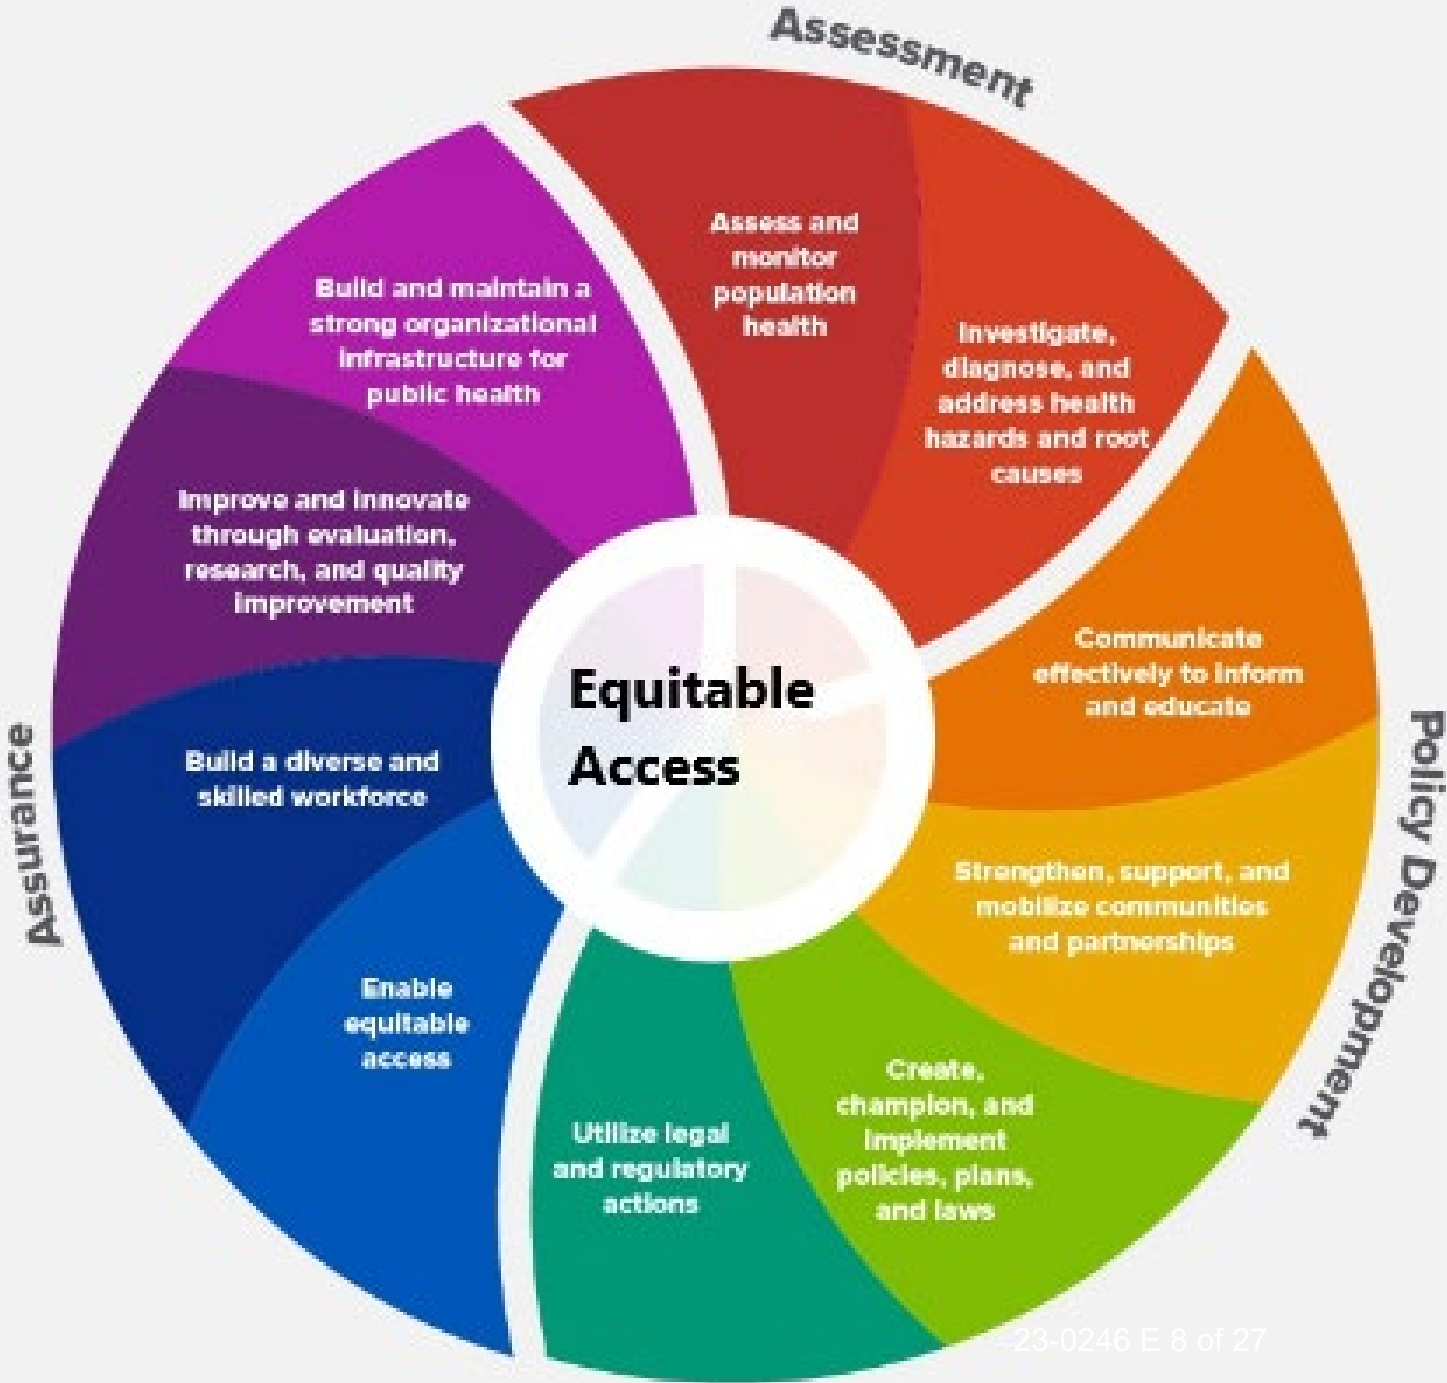 Assessment
Assess and
monitor
population
health
Investigate,
diagnose, and
address health
hazards and root
causes
Communicate
effectively to inform
and educate
Strengthen, support, and
mobilize communities
and partnerships
Create,
champion, and
implement
policies, plans,
and laws
Utilize legal
and regulatory
actions
Enable
equitable
access
Build a diverse and
skilled workforce
Improve and innovate
through evaluation,
research, and quality
improvement
Build and maintain a
strong organizational
infrastructure for
public health
Equitable
Access
Policy Development
Assurance
23-0246 E 8 of 27